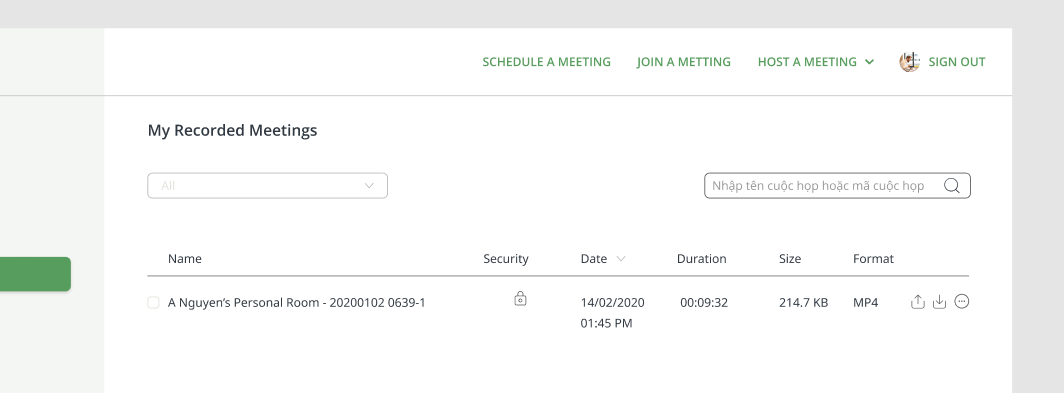 SCHEDULE A MEETING JOIN A METTING HOST A MEETING SIGN OUT
My Recorded Meetings
All Nhập tên cuộc họp hoặc mã cuộc họp
Name Security Date Duration Size Format
A Nguyen’s Personal Room - 20200102 0639-1 14/02/2020 00:09:32 214.7 KB MP4
01:45 PM